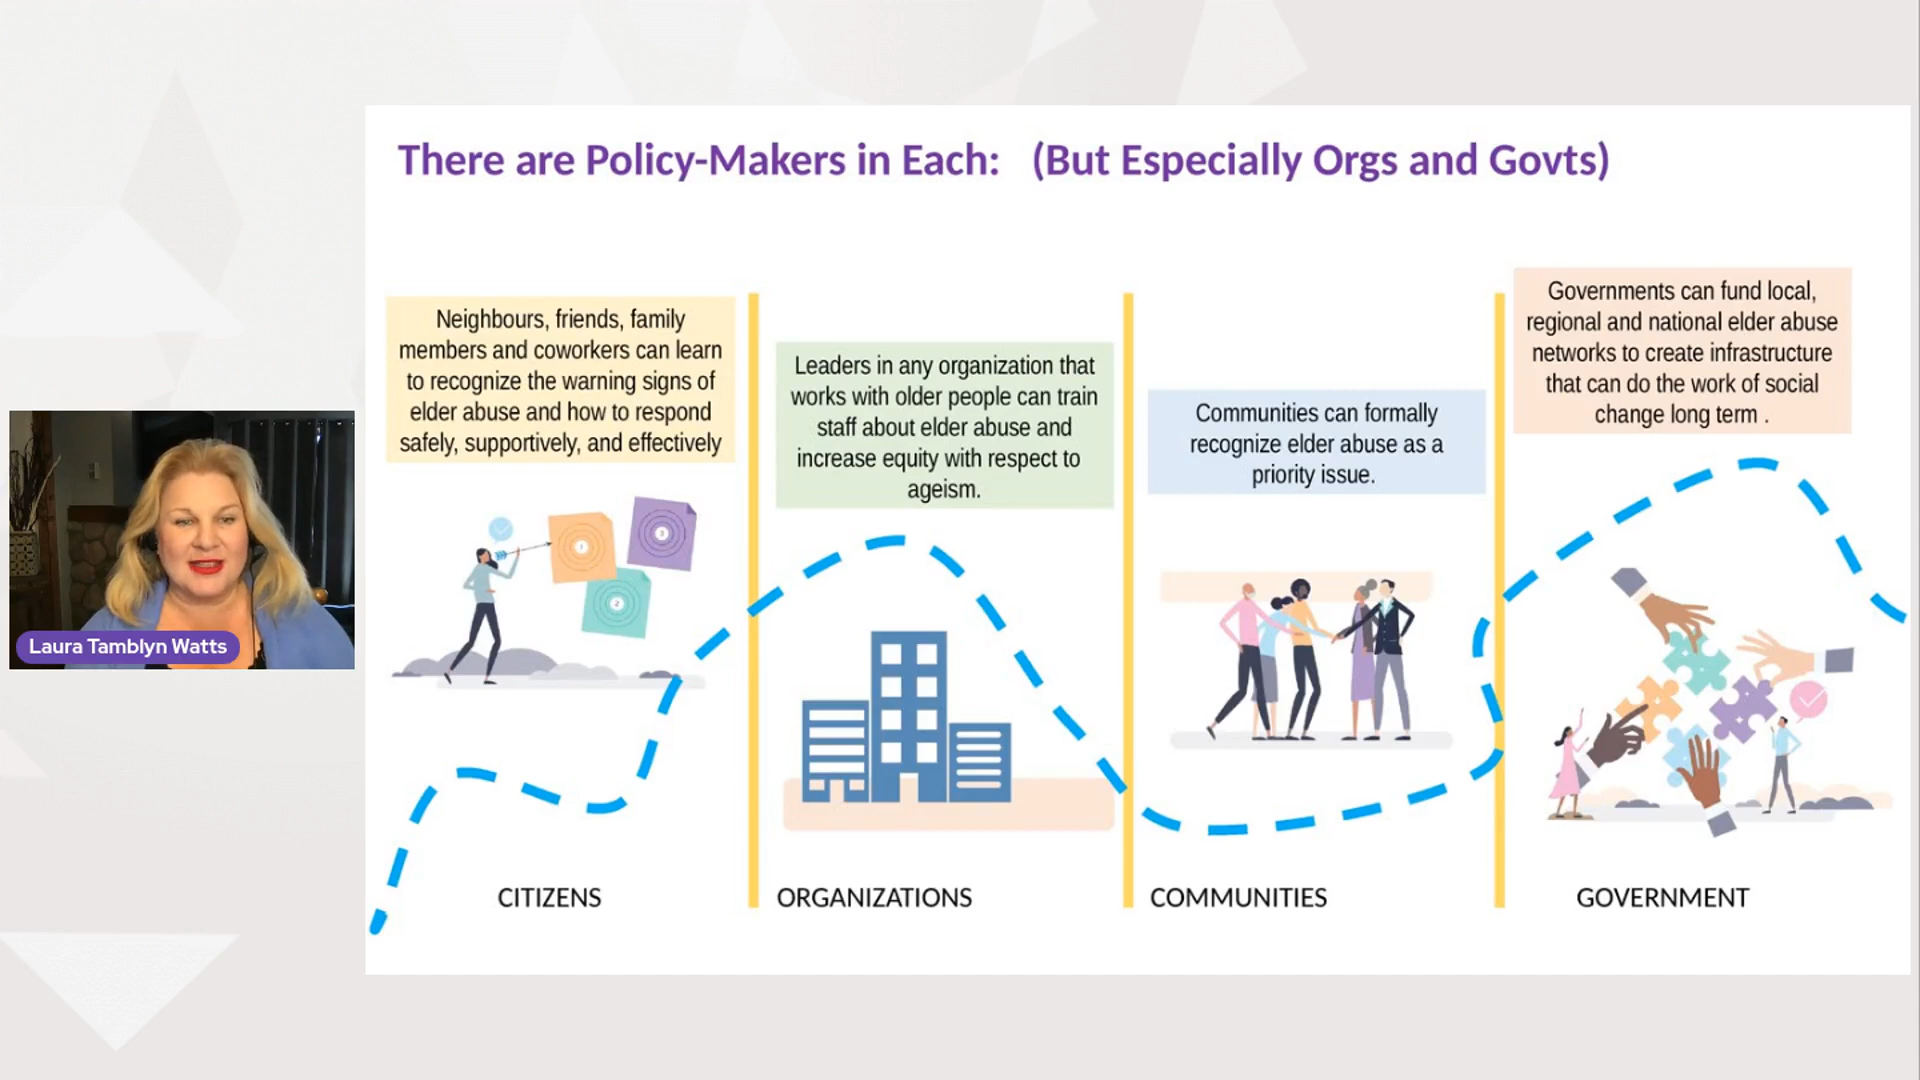 There are Policy-Makers in Each: (But Especially Orgs and Govts)
Neighbours, friends, family
members and coworkers can learn
to recognize the warning signs of
elder abuse and how to respond
safely, supportively, and effectively
Leaders in any organization that
works with older people can train
staff about elder abuse and
increase equity with respect to
ageism.
Communities can formally
recognize elder abuse as a
priority issue.
Governments can fund local,
regional and national elder abuse
networks to create infrastructure
that can do the work of social
change long term .
1
3
2
CITIZENS
ORGANIZATIONS
COMMUNITIES
GOVERNMENT
Laura Tamblyn Watts